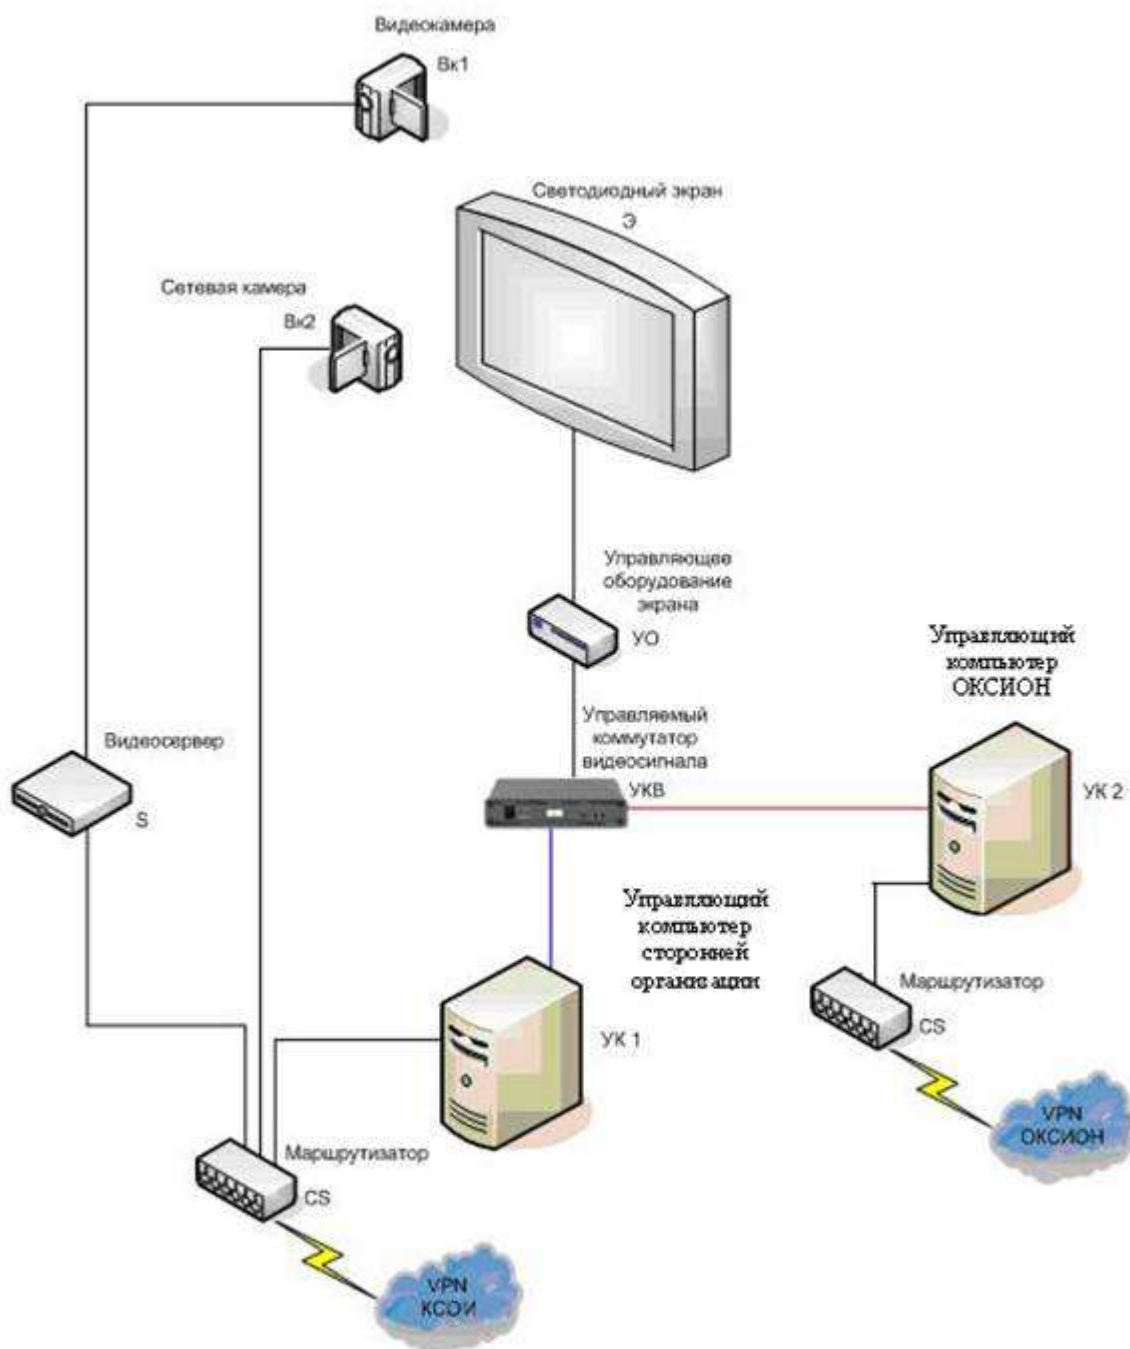 Видеокамера
Вк1
Светодиодный экран
Э
Сетевая камера
Вк2
Управляющее
оборудование
экрана
УО
Управляющий
компьютер
ОКСИОН
Управляемый
коммутатор
видеосигнала
УКВ
УК 2
Видеосервер
S
Управляющий
компьютер
сторонней
организации
УК 1
Маршрутизатор
CS
VPN
ОКСИОН
Маршрутизатор
CS
VPN
КСОИ